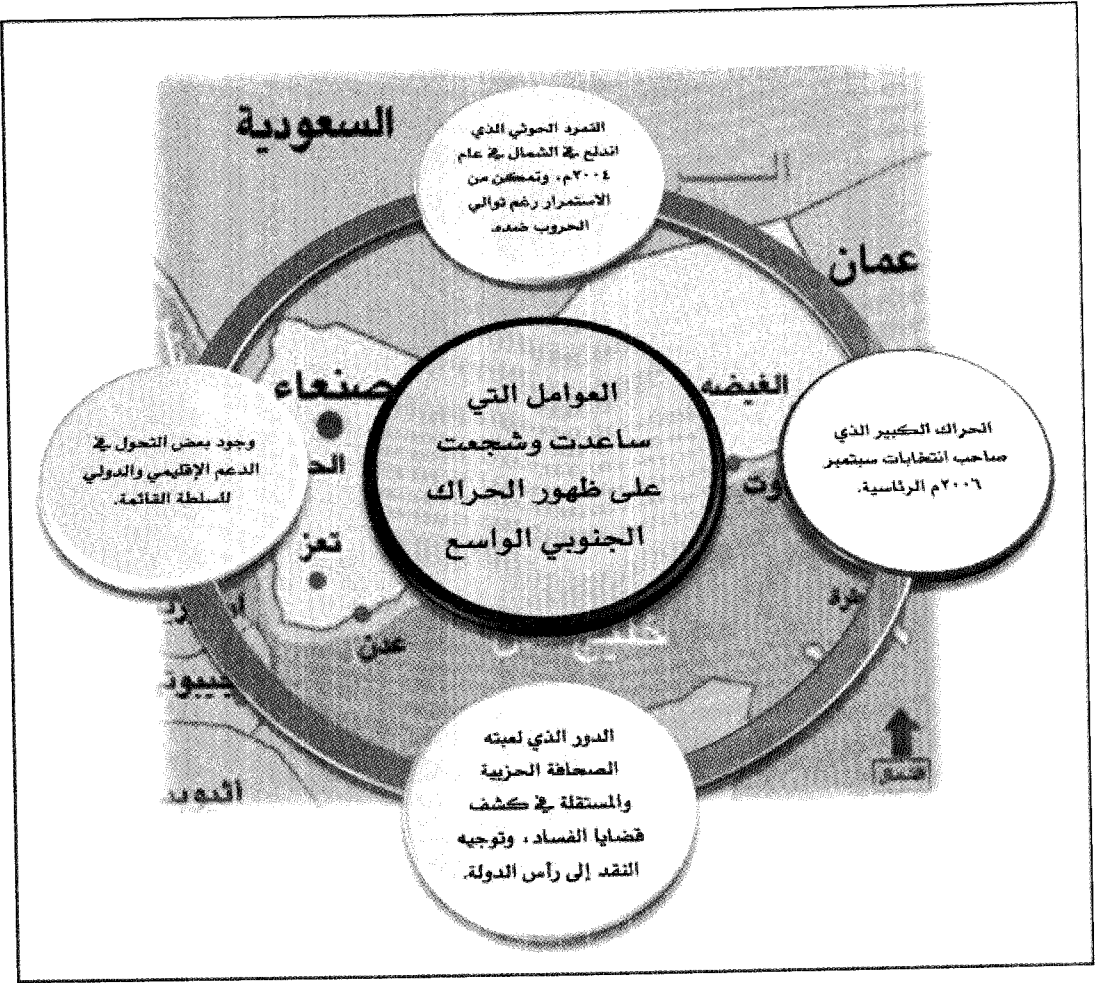 السعودية
التمرد الحوثي الذي
اندلع في الشمال في عام
٢٠٠٤م، وتمكن من
الاستمرار رغم توالي
الحروب ضده.
عمان
صنعاء
الغيضه
العوامل التي
ساعدت وشجعت
على ظهور الحراك
الجنوبي الواسع
الحراك الكبير الذي
صاحب انتخابات سبتمبر
٢٠٠٦م الرئاسية.
وجود بعض التحول في
الدعم الإقليمي والدولي
للسلطة القائمة.
تعز
عدن
خليج
الدور الذي لعبته
الصحافة الحزبية
والمستقلة في كشف
قضايا الفساد، وتوجيه
النقد إلى رأس الدولة.
الشمال